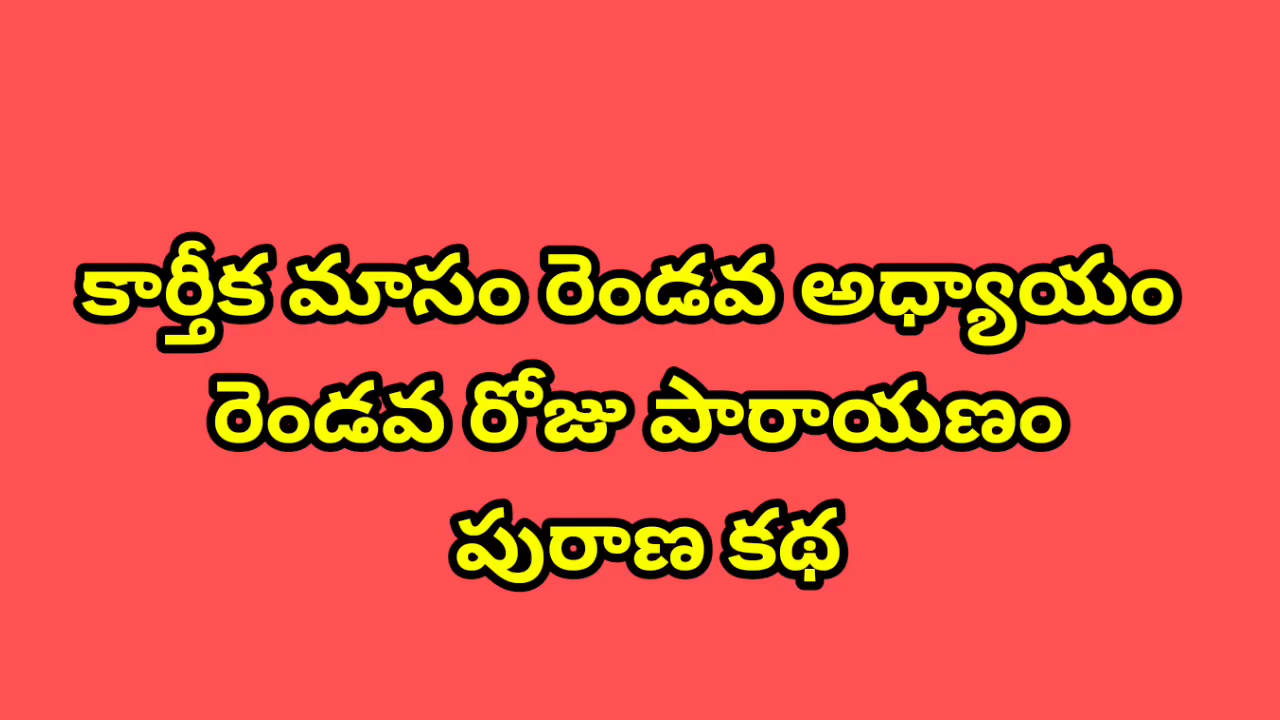 కార్తీక మాసం రెండవ అధ్యాయం
రెండవ రోజు పారాయణం
పురాణ కథ